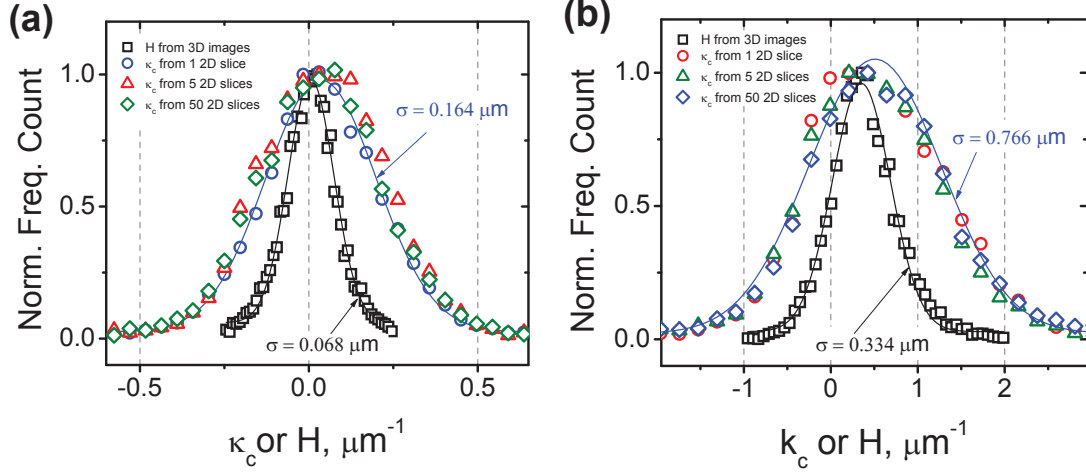 (a)
H from 3D images
κc from 1 2D slice
κc from 5 2D slices
κc from 50 2D slices
σ = 0.164 μm
σ = 0.068 μm
1.0
0.5
0.0
Norm. Freq. Count
-0.5
0.0
0.5
κc or H, μm⁻¹
(b)
H from 3D images
κc from 1 2D slice
κc from 5 2D slices
κc from 50 2D slices
σ = 0.766 μm
σ = 0.334 μm
1.0
0.5
0.0
Norm. Freq. Count
-1
0
1
2
kc or H, μm⁻¹